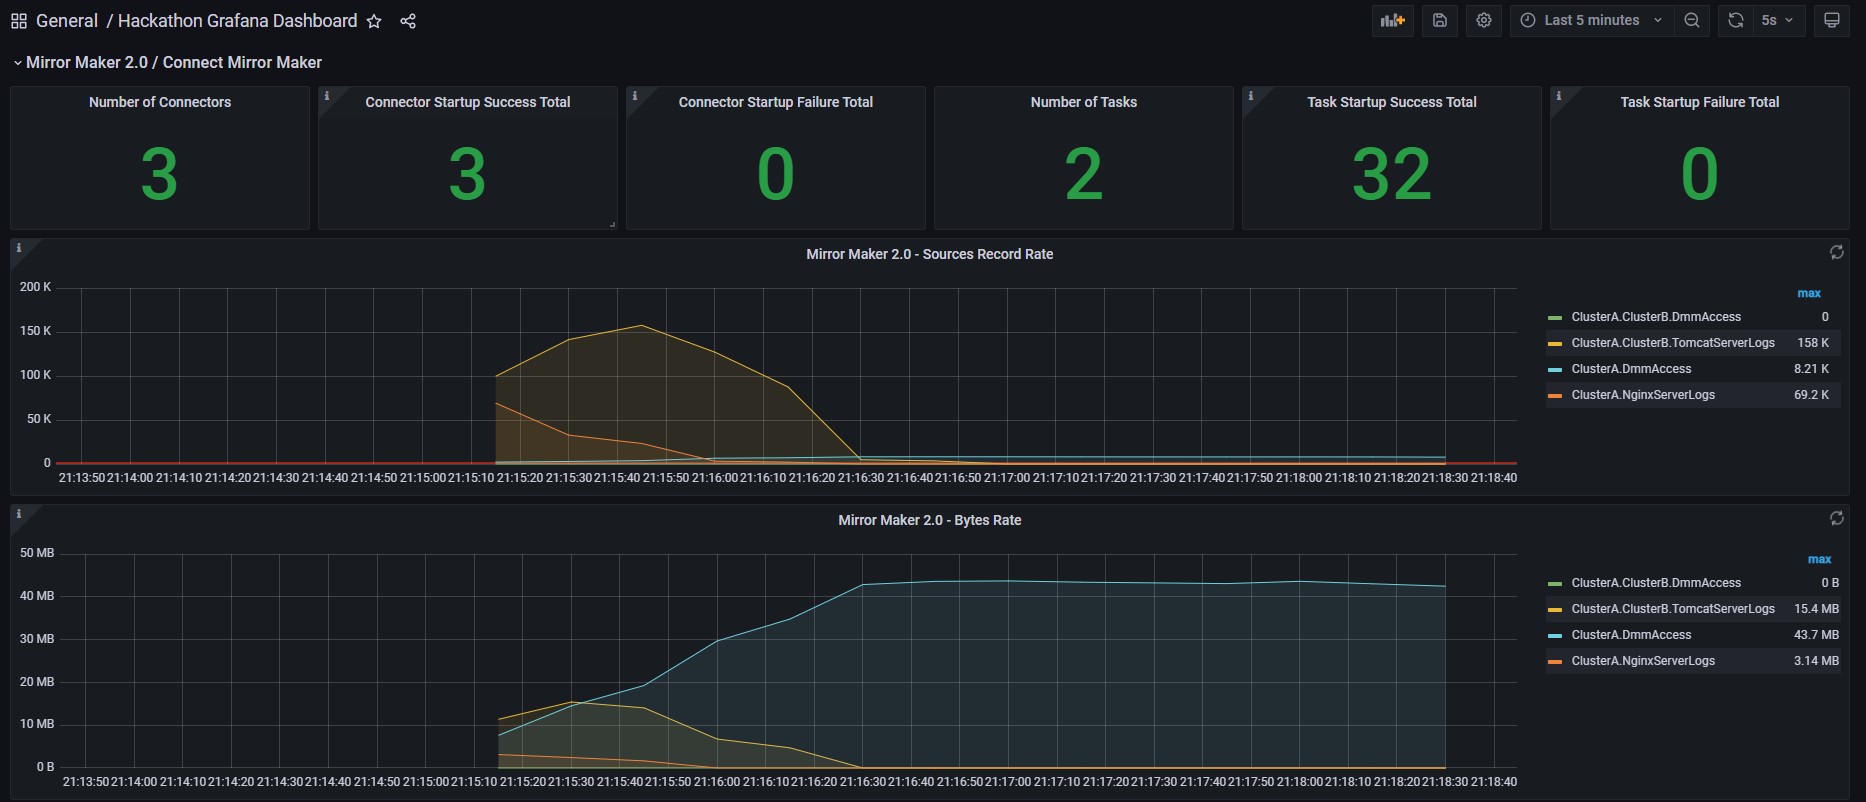 General / Hackathon Grafana Dashboard
Last 5 minutes
5s
Mirror Maker 2.0 / Connect Mirror Maker
Number of Connectors
3
i
Connector Startup Success Total
3
i
Connector Startup Failure Total
0
Number of Tasks
2
i
Task Startup Success Total
32
i
Task Startup Failure Total
0
i
Mirror Maker 2.0 - Sources Record Rate
200 K
150 K
100 K
50 K
0
21:13:50 21:14:00 21:14:10 21:14:20 21:14:30 21:14:40 21:14:50 21:15:00 21:15:10 21:15:20 21:15:30 21:15:40 21:15:50 21:16:00 21:16:10 21:16:20 21:16:30 21:16:40 21:16:50 21:17:00 21:17:10 21:17:20 21:17:30 21:17:40 21:17:50 21:18:00 21:18:10 21:18:20 21:18:30 21:18:40
max
ClusterA.ClusterB.DmmAccess 0
ClusterA.ClusterB.TomcatServerLogs 158 K
ClusterA.DmmAccess 8.21 K
ClusterA.NginxServerLogs 69.2 K
i
Mirror Maker 2.0 - Bytes Rate
50 MB
40 MB
30 MB
20 MB
10 MB
0 B
21:13:50 21:14:00 21:14:10 21:14:20 21:14:30 21:14:40 21:14:50 21:15:00 21:15:10 21:15:20 21:15:30 21:15:40 21:15:50 21:16:00 21:16:10 21:16:20 21:16:30 21:16:40 21:16:50 21:17:00 21:17:10 21:17:20 21:17:30 21:17:40 21:17:50 21:18:00 21:18:10 21:18:20 21:18:30 21:18:40
max
ClusterA.ClusterB.DmmAccess 0 B
ClusterA.ClusterB.TomcatServerLogs 15.4 MB
ClusterA.DmmAccess 43.7 MB
ClusterA.NginxServerLogs 3.14 MB